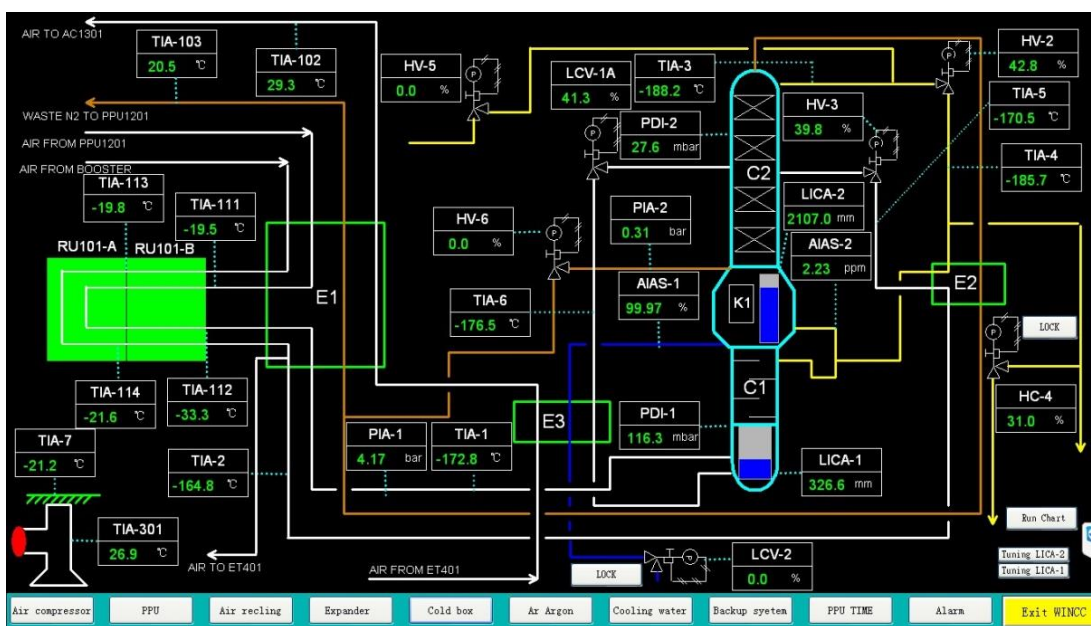 AIR TO AC1301
TIA-103
20.5 ℃
TIA-102
29.3 ℃
WASTE N2 TO PPU1201
AIR FROM PPU1201
AIR FROM BOOSTER
TIA-113
-19.8 ℃
TIA-111
-19.5 ℃
RU101-A
RU101-B
E1
TIA-114
-21.6 ℃
TIA-112
-33.3 ℃
TIA-7
-21.2 ℃
TIA-2
-164.8 ℃
TIA-301
26.9 ℃
AIR TO ET401
AIR FROM ET401
HV-5
0.0 %
P
LCV-1A
41.3 %
P
TIA-3
-188.2 ℃
PDI-2
27.6 mbar
C2
HV-3
39.8 %
P
HV-2
42.8 %
P
TIA-5
-170.5 ℃
TIA-4
-185.7 ℃
HV-6
0.0 %
P
PIA-2
0.31 bar
LICA-2
2107.0 mm
AIAS-2
2.23 ppm
TIA-6
-176.5 ℃
AIAS-1
99.97 %
K1
E2
P
LOCK
HC-4
31.0 %
C1
E3
PIA-1
4.17 bar
TIA-1
-172.8 ℃
PDI-1
116.3 mbar
LICA-1
326.6 mm
LOCK
P
LCV-2
0.0 %
Run Chart
Tuning LICA-2
Tuning LICA-1
Air compressor
PPU
Air recling
Expander
Cold box
Ar Argon
Cooling water
Backup syetem
PPU TIME
Alarm
Exit WINCC